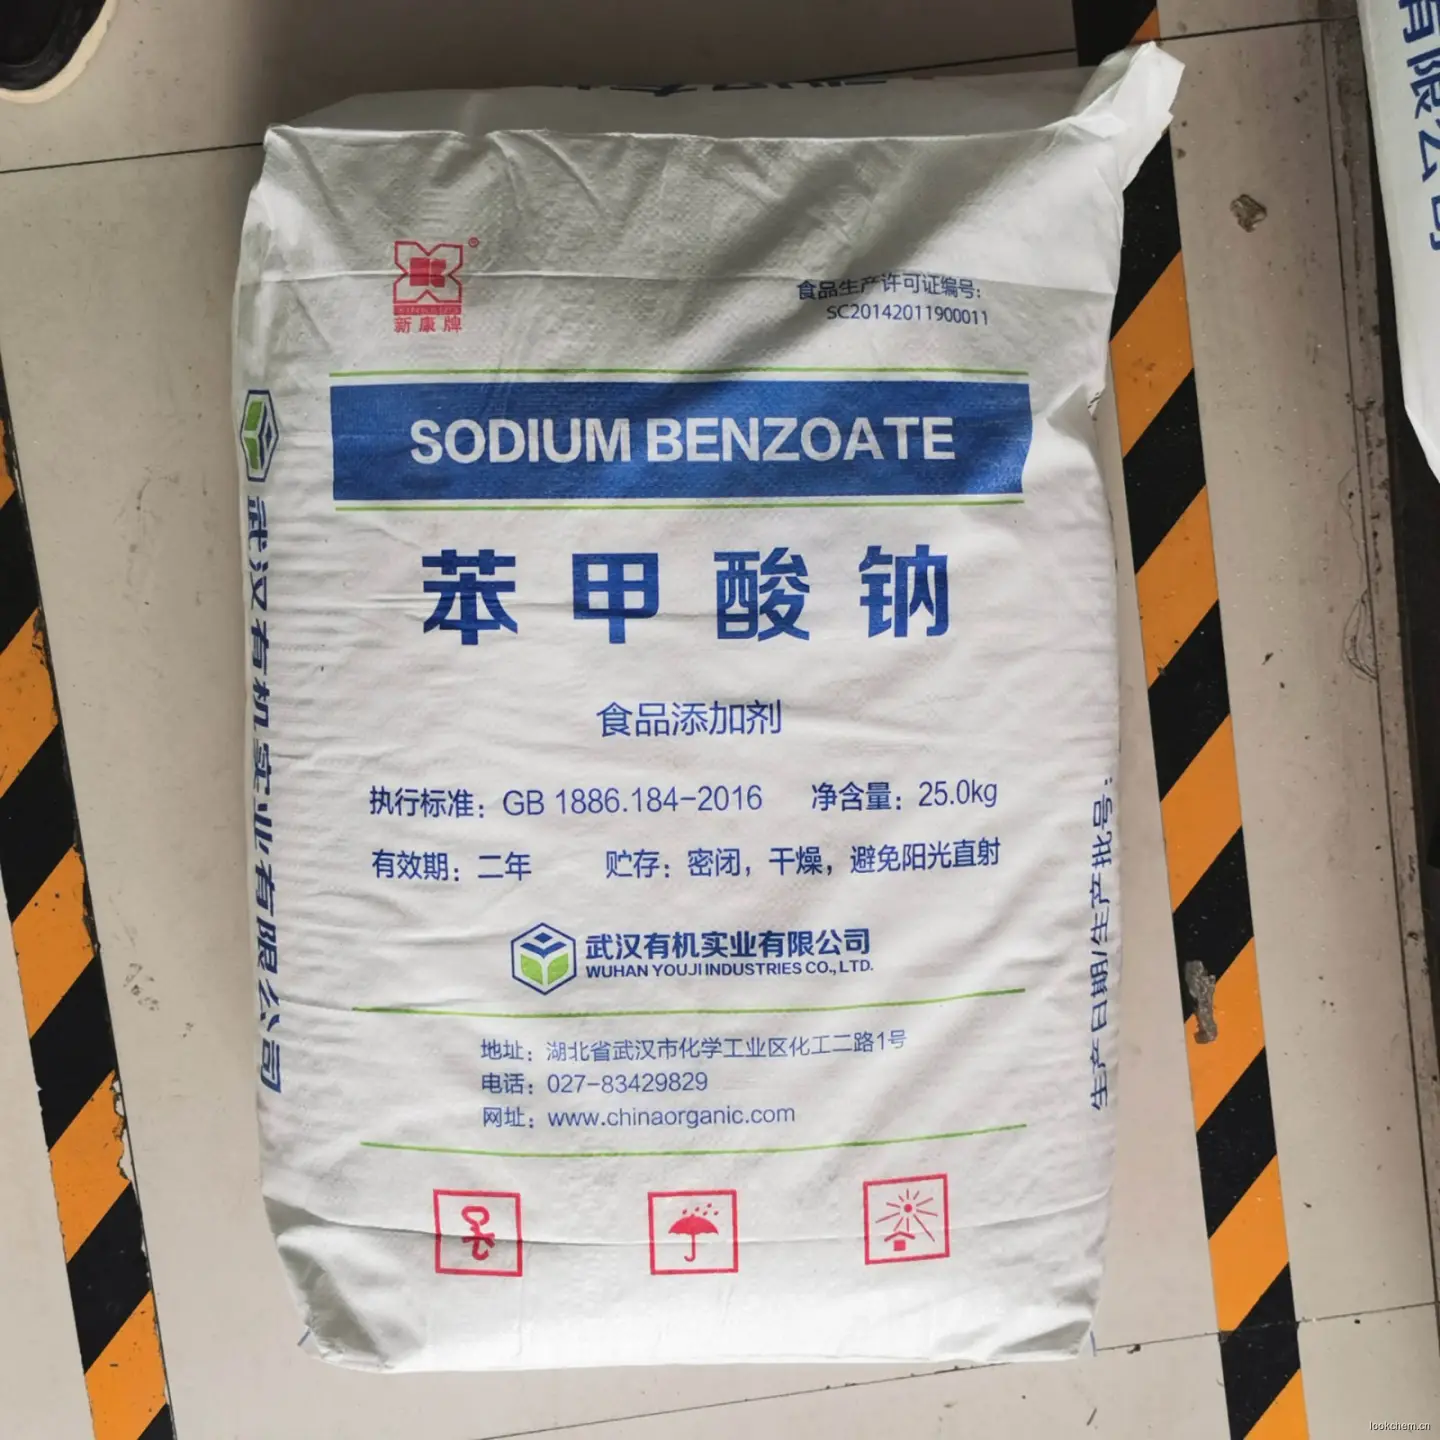 新康牌
食品生产许可证编号:
SC20142011900011
SODIUM BENZOATE
苯甲酸钠
食品添加剂
执行标准: GB 1886.184-2016 净含量: 25.0kg
有效期: 二年 贮存: 密闭, 干燥, 避免阳光直射
武汉有机实业有限公司
WUHAN YOUJI INDUSTRIES CO., LTD.
地址: 湖北省武汉市化学工业区化工二路1号
电话: 027-83429829
网址: www.chinaorganic.com
武汉有机实业有限公司
生产日期/生产批号:
有限公司
lookchem.cn